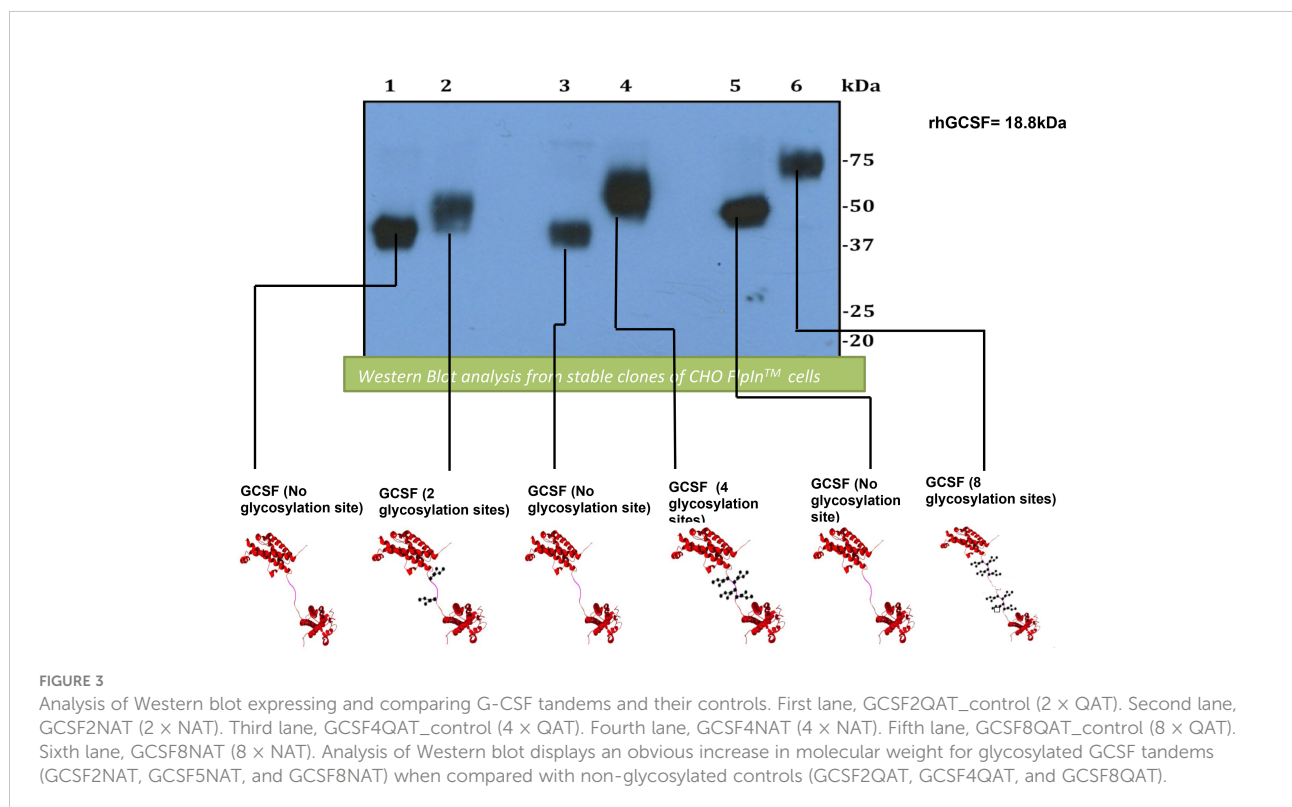 1 2 3 4 5 6 kDa
rhGCSF= 18.8kDa
-75
-50
-37
-25
-20
Western Blot analysis from stable clones of CHO FlpIn™ cells
GCSF (No
glycosylation site)
GCSF (2
glycosylation sites)
GCSF (No
glycosylation site)
GCSF (4
glycosylation
sites)
GCSF (No
glycosylation
site)
GCSF (8
glycosylation sites)
FIGURE 3
Analysis of Western blot expressing and comparing G-CSF tandems and their controls. First lane, GCSF2QAT_control (2 × QAT). Second lane,
GCSF2NAT (2 × NAT). Third lane, GCSF4QAT_control (4 × QAT). Fourth lane, GCSF4NAT (4 × NAT). Fifth lane, GCSF8QAT_control (8 × QAT).
Sixth lane, GCSF8NAT (8 × NAT). Analysis of Western blot displays an obvious increase in molecular weight for glycosylated GCSF tandems
(GCSF2NAT, GCSF5NAT, and GCSF8NAT) when compared with non-glycosylated controls (GCSF2QAT, GCSF4QAT, and GCSF8QAT).